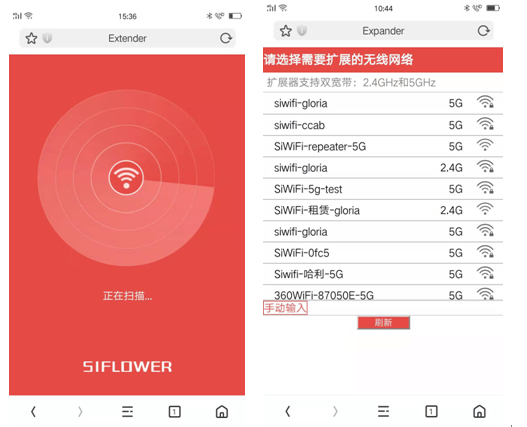 15:36
Extender
正在扫描...
SIFLOWER
1
10:44
Expander
请选择需要扩展的无线网络
扩展器支持双宽带：2.4GHz和5GHz
siwifi-gloria 5G
siwifi-ccab 5G
SiWiFi-repeater-5G 5G
siwifi-gloria 2.4G
SiWiFi-5g-test 5G
SiWiFi-租赁-gloria 2.4G
siwifi-gloria 5G
SiWiFi-0fc5 5G
Siwifi-哈利-5G 5G
360WiFi-87050E-5G 5G
手动输入
刷新
1